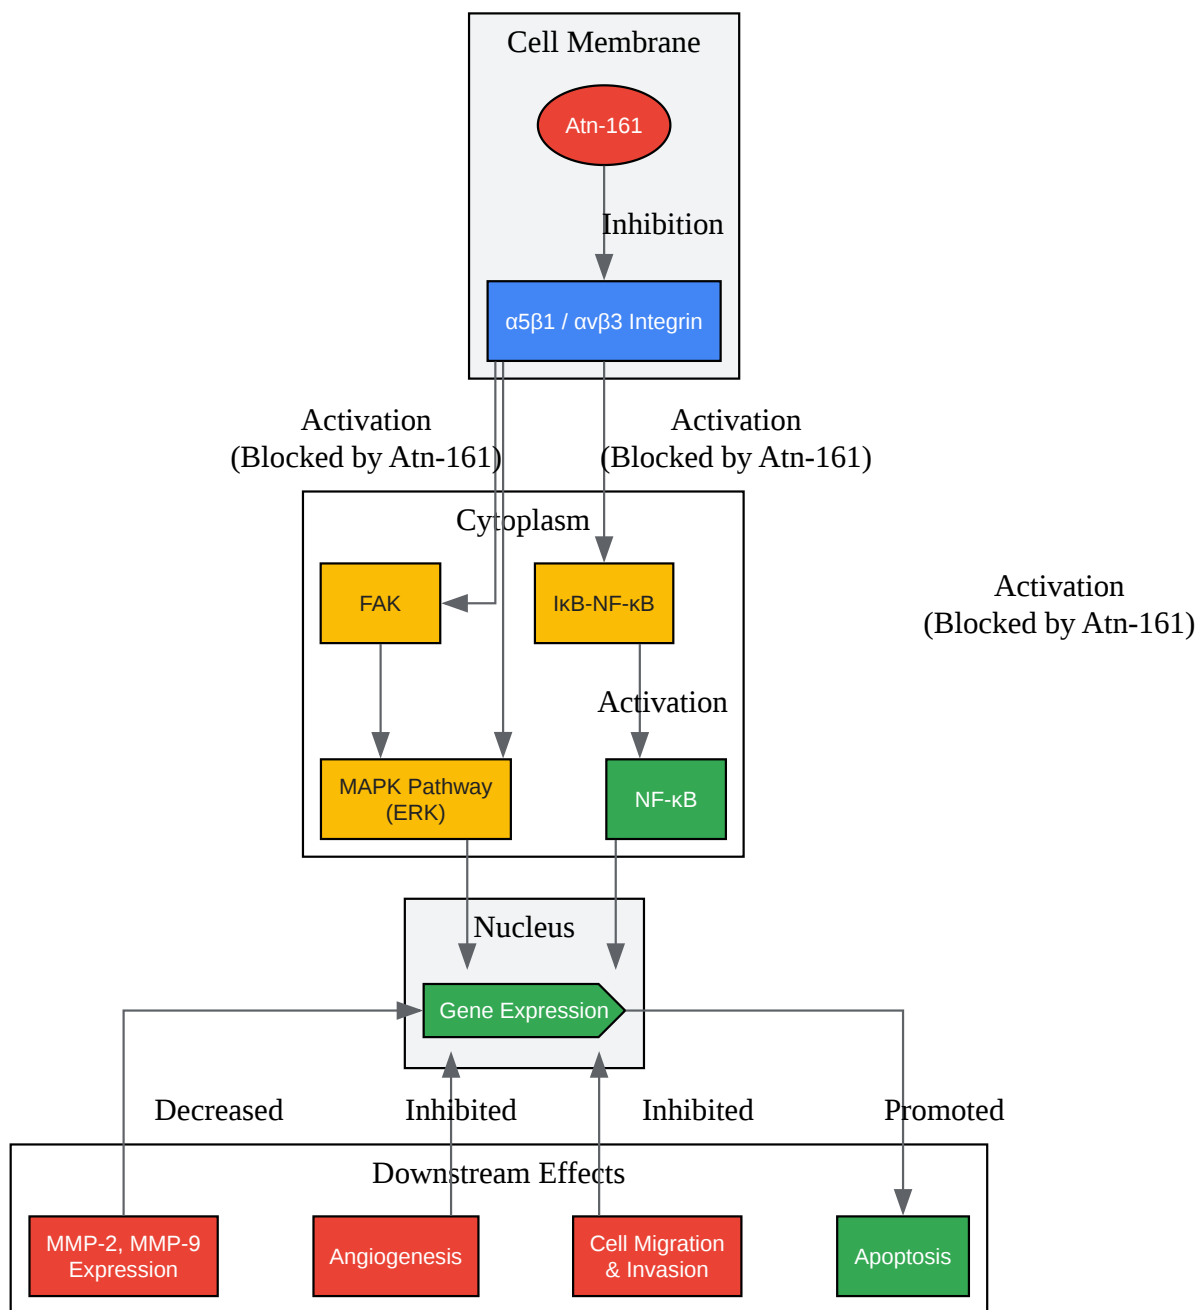 Cell Membrane
Atn-161
Inhibition
α5β1 / αvβ3 Integrin
Activation
(Blocked by Atn-161)
Activation
(Blocked by Atn-161)
Cytoplasm
FAK
IκB-NF-κB
Activation
(Blocked by Atn-161)
Activation
MAPK Pathway
(ERK)
NF-κB
Nucleus
Gene Expression
Decreased
Inhibited
Inhibited
Promoted
Downstream Effects
MMP-2, MMP-9
Expression
Angiogenesis
Cell Migration
& Invasion
Apoptosis